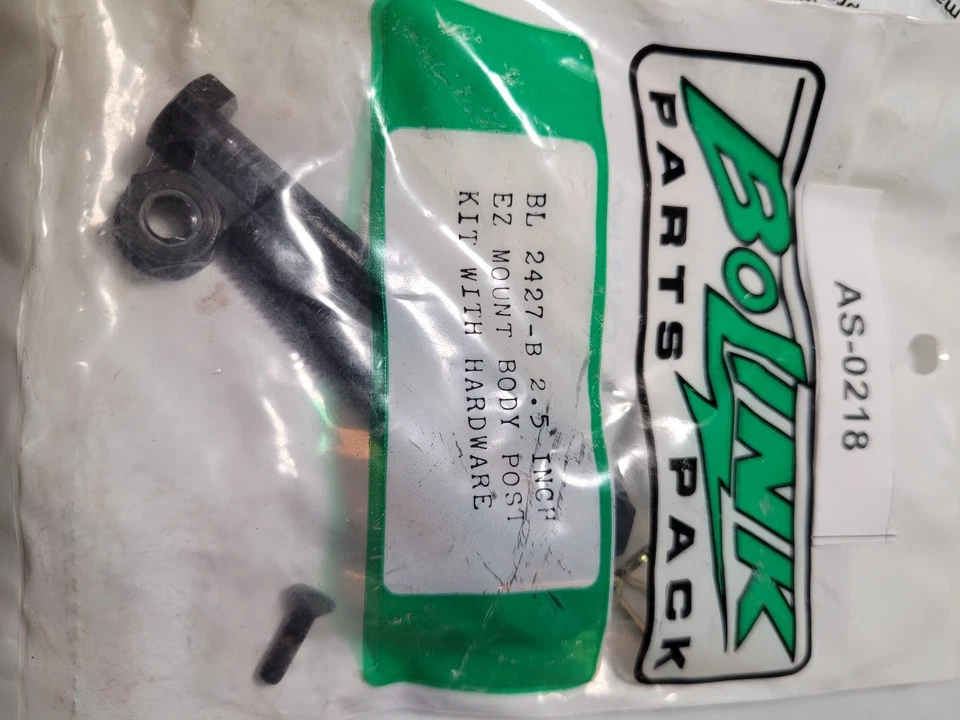 AS-0218
BoLINK
PARTS PACK
BL 2427-B 2.5 INCH
EZ MOUNT BODY POST
KIT WITH HARDWARE